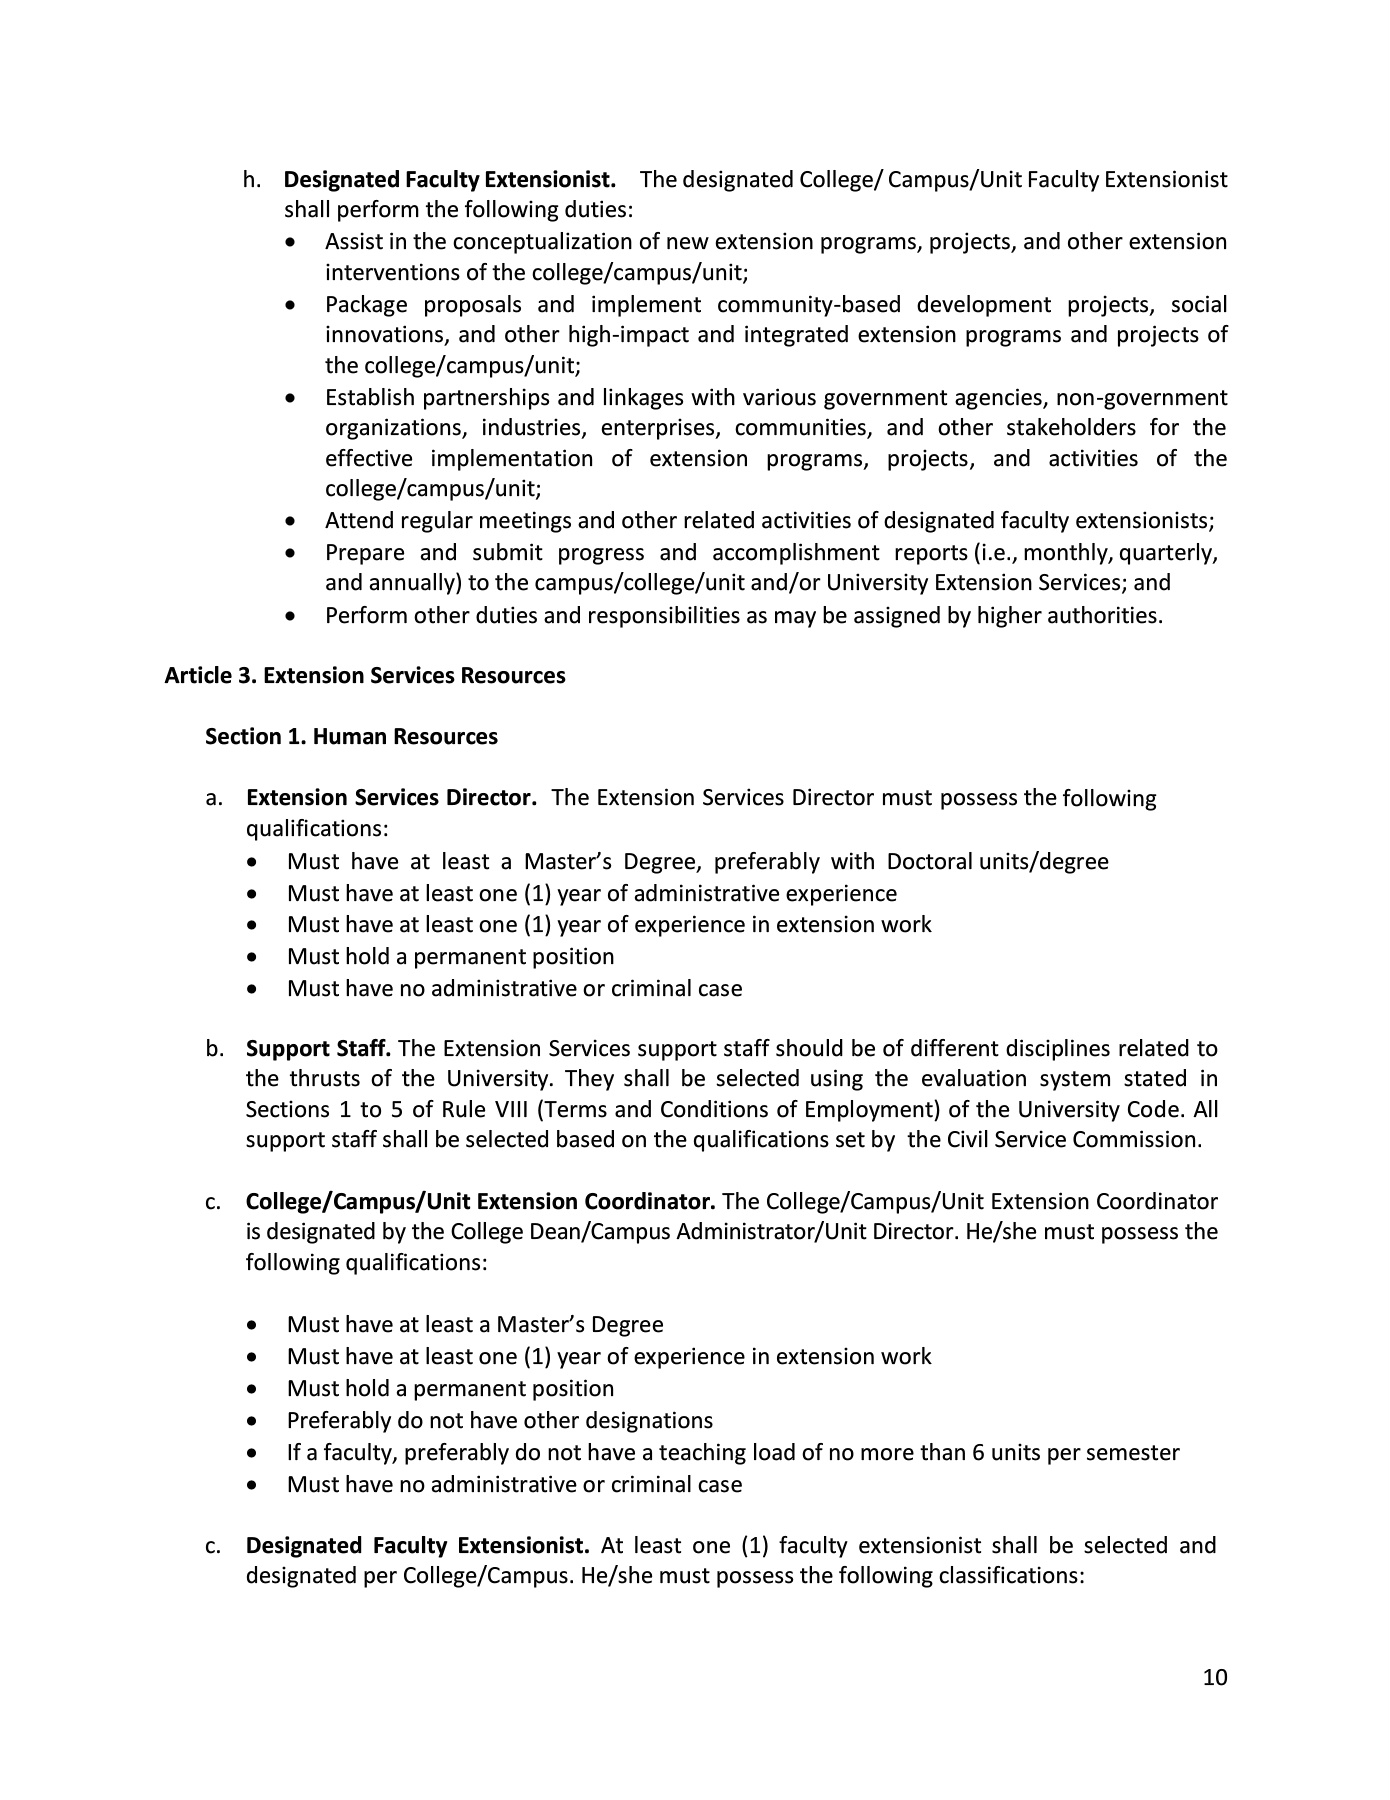 h. Designated Faculty Extensionist. The designated College/ Campus/Unit Faculty Extensionist
shall perform the following duties:
• Assist in the conceptualization of new extension programs, projects, and other extension
interventions of the college/campus/unit;
• Package proposals and implement community-based development projects, social
innovations, and other high-impact and integrated extension programs and projects of
the college/campus/unit;
• Establish partnerships and linkages with various government agencies, non-government
organizations, industries, enterprises, communities, and other stakeholders for the
effective implementation of extension programs, projects, and activities of the
college/campus/unit;
• Attend regular meetings and other related activities of designated faculty extensionists;
• Prepare and submit progress and accomplishment reports (i.e., monthly, quarterly,
and annually) to the campus/college/unit and/or University Extension Services; and
• Perform other duties and responsibilities as may be assigned by higher authorities.
Article 3. Extension Services Resources
Section 1. Human Resources
a. Extension Services Director. The Extension Services Director must possess the following
qualifications:
• Must have at least a Master’s Degree, preferably with Doctoral units/degree
• Must have at least one (1) year of administrative experience
• Must have at least one (1) year of experience in extension work
• Must hold a permanent position
• Must have no administrative or criminal case
b. Support Staff. The Extension Services support staff should be of different disciplines related to
the thrusts of the University. They shall be selected using the evaluation system stated in
Sections 1 to 5 of Rule VIII (Terms and Conditions of Employment) of the University Code. All
support staff shall be selected based on the qualifications set by the Civil Service Commission.
c. College/Campus/Unit Extension Coordinator. The College/Campus/Unit Extension Coordinator
is designated by the College Dean/Campus Administrator/Unit Director. He/she must possess the
following qualifications:
• Must have at least a Master’s Degree
• Must have at least one (1) year of experience in extension work
• Must hold a permanent position
• Preferably do not have other designations
• If a faculty, preferably do not have a teaching load of no more than 6 units per semester
• Must have no administrative or criminal case
c. Designated Faculty Extensionist. At least one (1) faculty extensionist shall be selected and
designated per College/Campus. He/she must possess the following classifications:
10